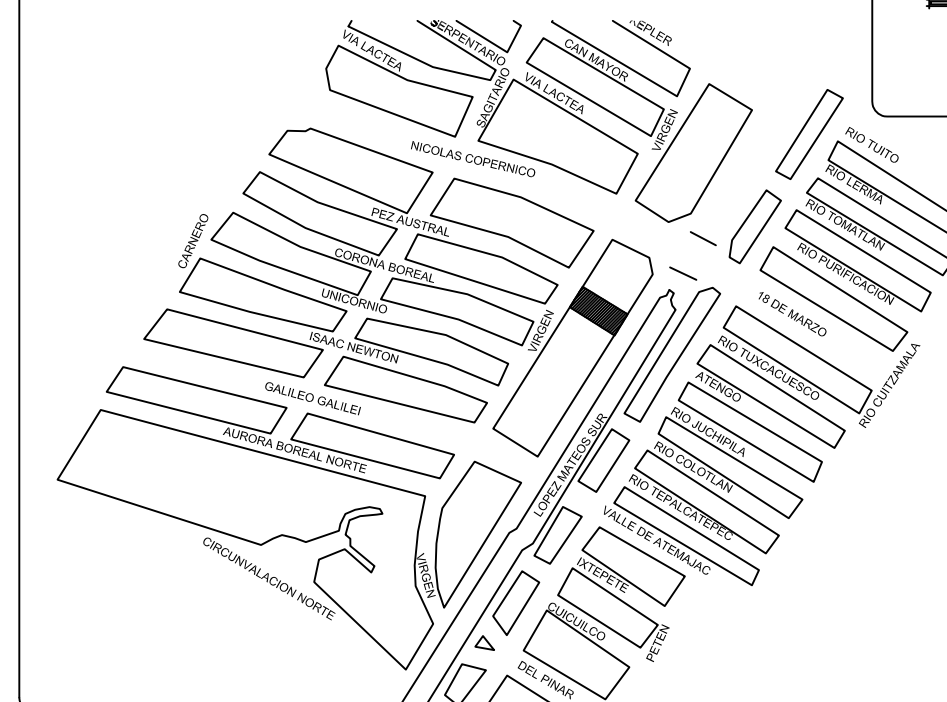 KEPLER
SERPENTARIO
CAN MAYOR
VIA LACTEA
SAGITARIO
VIA LACTEA
VIRGEN
NICOLAS COPERNICO
RIO TUITO
RIO LERMA
RIO TOMATLAN
RIO PURIFICACION
CARNERO
PEZ AUSTRAL
CORONA BOREAL
UNICORNIO
ISAAC NEWTON
VIRGEN
18 DE MARZO
RIO TUXCACUESCO
RIO CUITZAMALA
ATENGO
GALILEO GALILEI
AURORA BOREAL NORTE
LOPEZ MATEOS SUR
RIO JUCHIPILA
RIO COLOTLAN
RIO TEPALCATEPEC
VALLE DE ATEMAJAC
CIRCUNVALACION NORTE
VIRGEN
IXTEPETE
CUICUILCO
PETEN
DEL PINAR